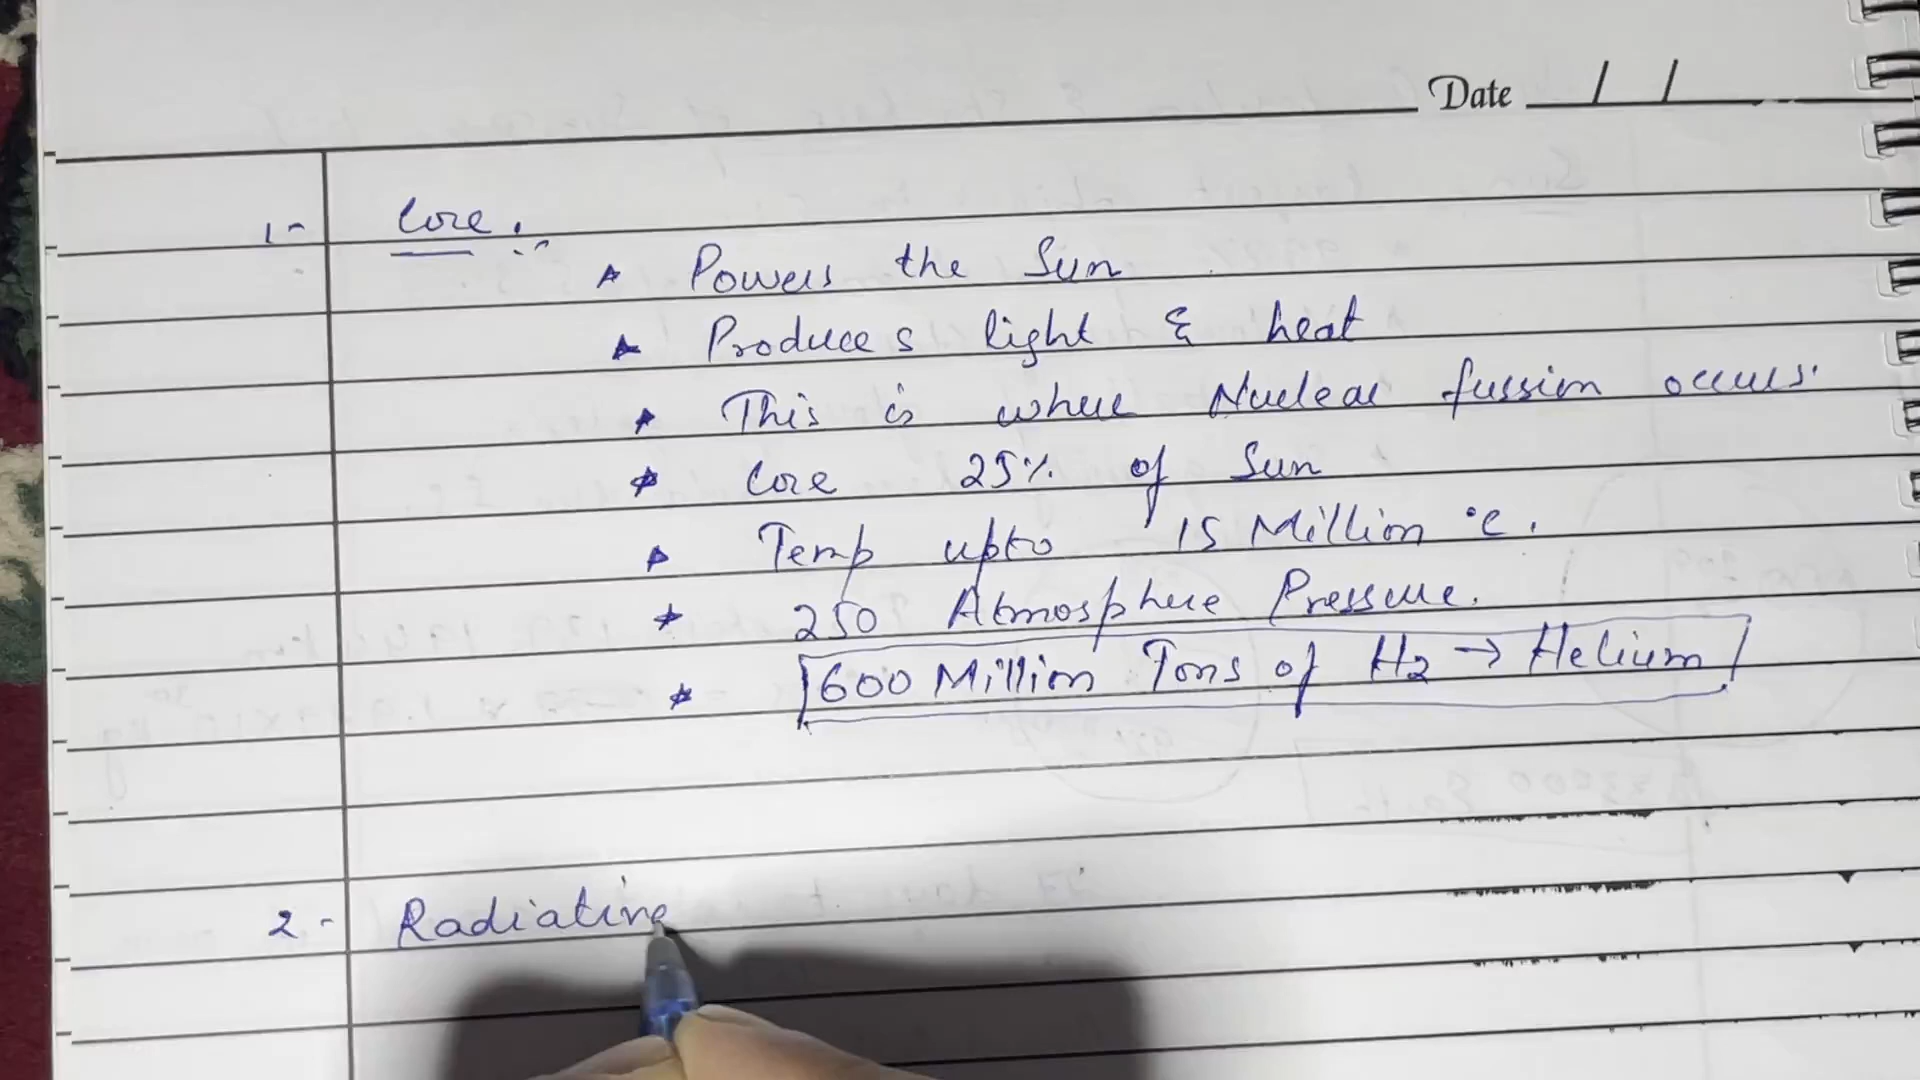 Date / /
1- Core :-
Powers the Sun
Produces light & heat
This is where Nuclear fussion occurs.
Core 25% of Sun
Temp upto 15 Million °C.
250 Atmosphere Pressure.
600 Million Tons of H2 → Helium
2- Radiative